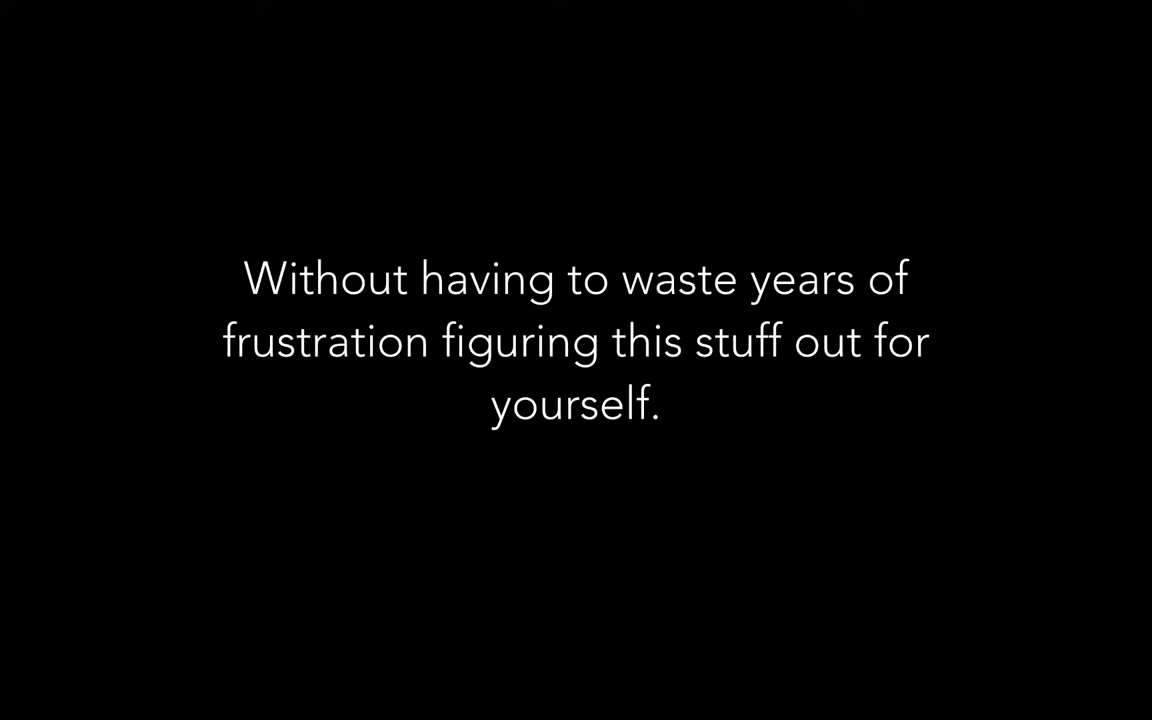 Without having to waste years of
frustration figuring this stuff out for
yourself.